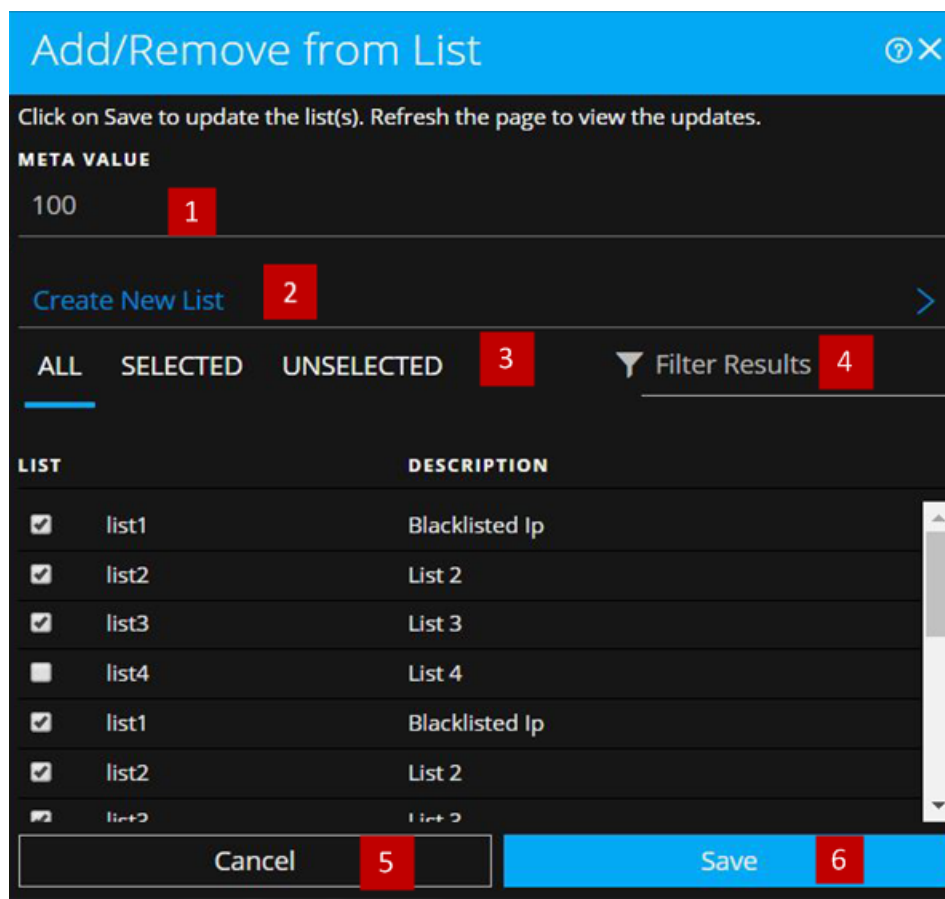 Add/Remove from List
Click on Save to update the list(s). Refresh the page to view the updates.
META VALUE
100 1
Create New List 2
ALL SELECTED UNSELECTED 3 Filter Results 4
LIST DESCRIPTION
list1 Blacklisted Ip
list2 List 2
list3 List 3
list4 List 4
list1 Blacklisted Ip
list2 List 2
list3 List 3
Cancel 5 Save 6